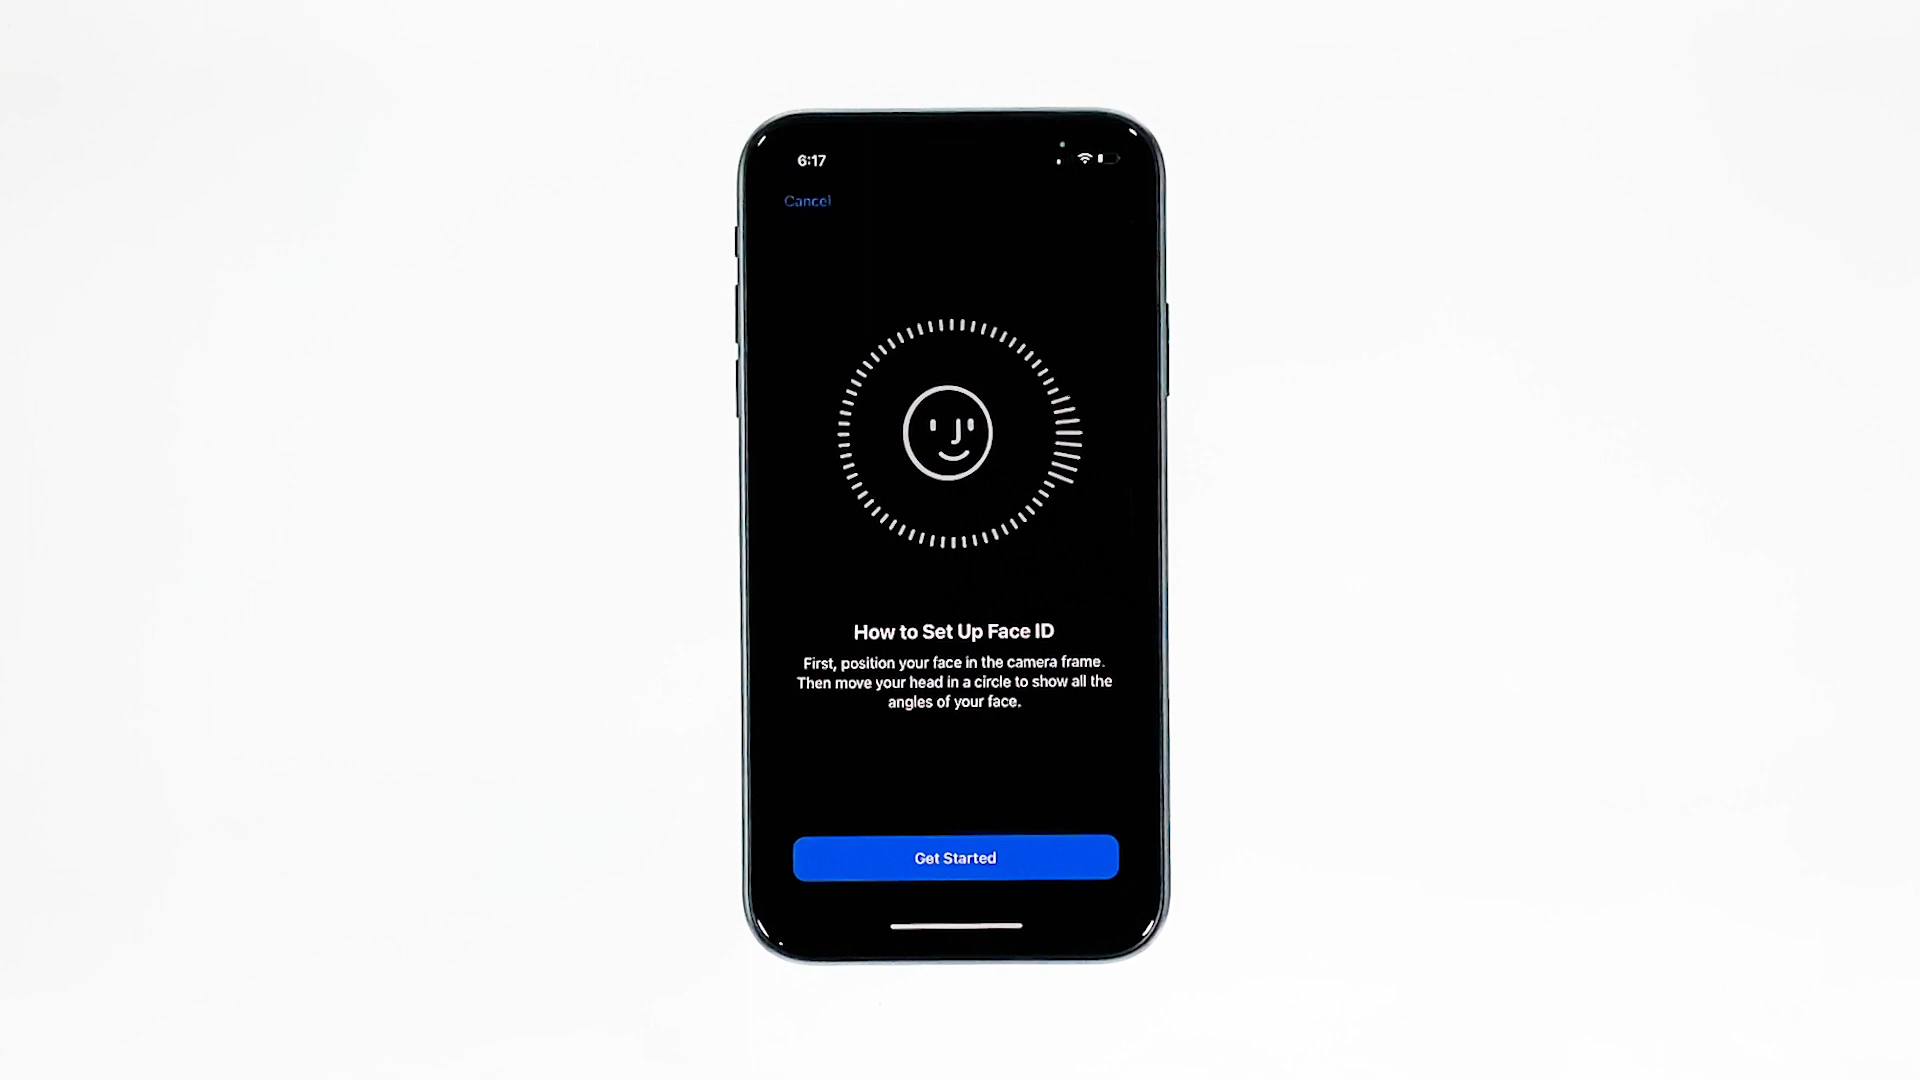 6:17
Cancel
How to Set Up Face ID
First, position your face in the camera frame.
Then move your head in a circle to show all the
angles of your face.
Get Started